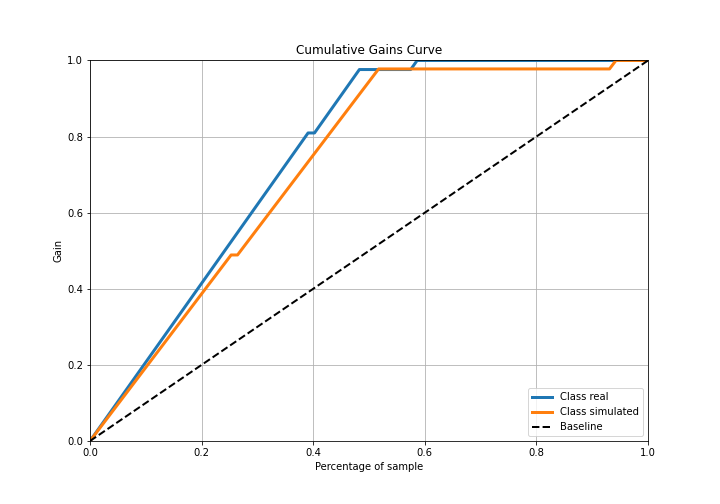 Cumulative Gains Curve
1.0
0.8
0.6
0.4
0.2
0.0
Gain
0.0 0.2 0.4 0.6 0.8 1.0
Percentage of sample
Class real
Class simulated
Baseline